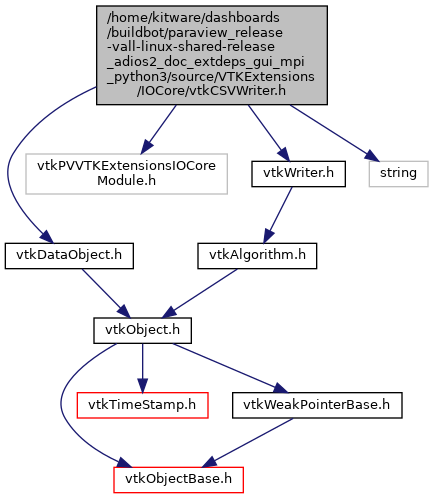 /home/kitware/dashboards
/buildbot/paraview_release
-vall-linux-shared-release
_adios2_doc_extdeps_gui_mpi
_python3/source/VTKExtensions
/IOCore/vtkCSVWriter.h
vtkPVVTKExtensionsIOCore
Module.h
vtkWriter.h
string
vtkDataObject.h
vtkAlgorithm.h
vtkObject.h
vtkTimeStamp.h
vtkWeakPointerBase.h
vtkObjectBase.h